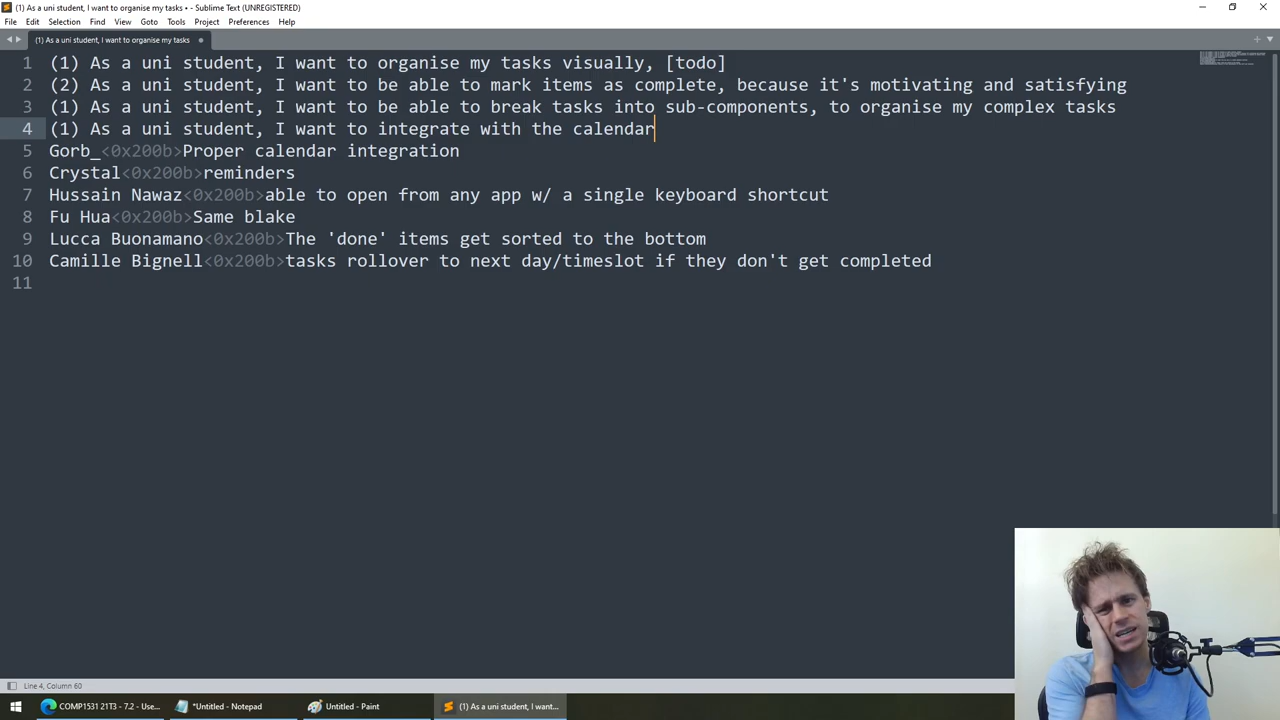 (1) As a uni student, I want to organise my tasks • - Sublime Text (UNREGISTERED)
File Edit Selection Find View Goto Tools Project Preferences Help
(1) As a uni student, I want to organise my tasks
1 (1) As a uni student, I want to organise my tasks visually, [todo]
2 (2) As a uni student, I want to be able to mark items as complete, because it's motivating and satisfying
3 (1) As a uni student, I want to be able to break tasks into sub-components, to organise my complex tasks
4 (1) As a uni student, I want to integrate with the calendar
5 Gorb_<0x200b>Proper calendar integration
6 Crystal<0x200b>reminders
7 Hussain Nawaz<0x200b>able to open from any app w/ a single keyboard shortcut
8 Fu Hua<0x200b>Same blake
9 Lucca Buonamano<0x200b>The 'done' items get sorted to the bottom
10 Camille Bignell<0x200b>tasks rollover to next day/timeslot if they don't get completed
11
Line 4, Column 60
COMP1531 21T3 - 7.2 - Use... *Untitled - Notepad Untitled - Paint (1) As a uni student, I want...